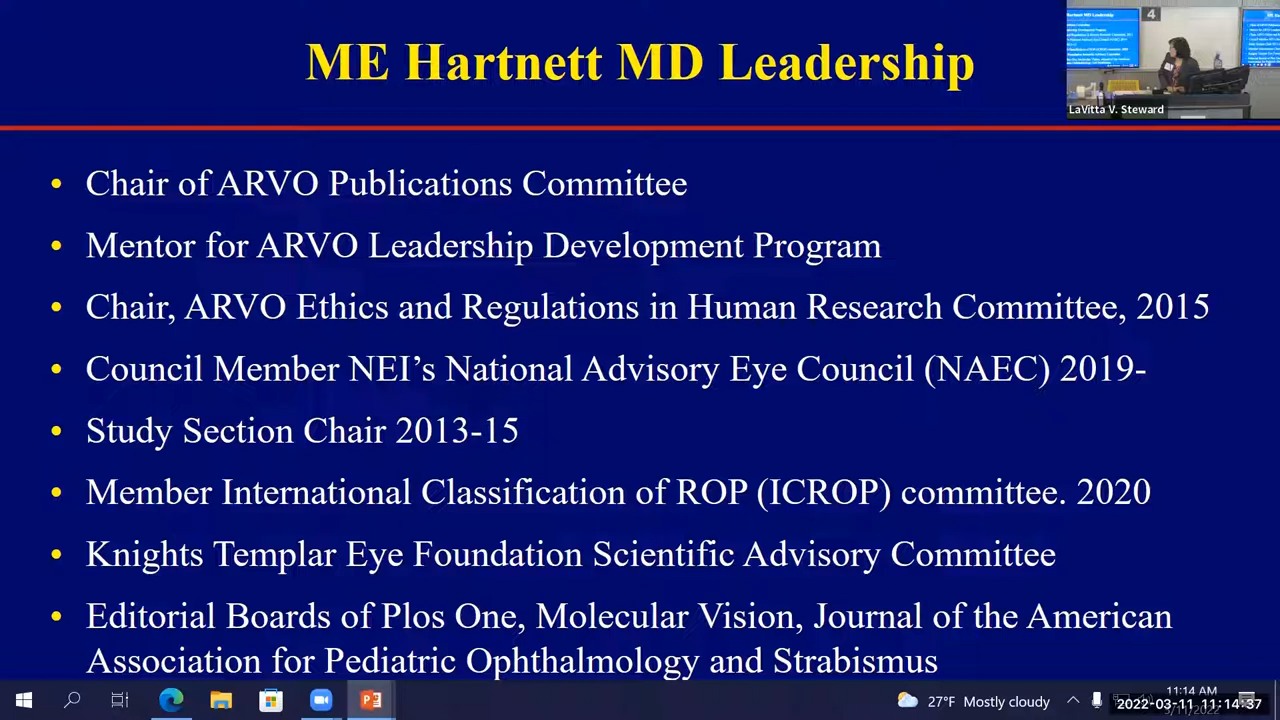 ME Hartnett MD Leadership
4
LaVitta V. Steward
• Chair of ARVO Publications Committee
• Mentor for ARVO Leadership Development Program
• Chair, ARVO Ethics and Regulations in Human Research Committee, 2015
• Council Member NEI’s National Advisory Eye Council (NAEC) 2019-
• Study Section Chair 2013-15
• Member International Classification of ROP (ICROP) committee. 2020
• Knights Templar Eye Foundation Scientific Advisory Committee
• Editorial Boards of Plos One, Molecular Vision, Journal of the American
Association for Pediatric Ophthalmology and Strabismus
27°F Mostly cloudy
11:14 AM
2022-03-11 11:14:37